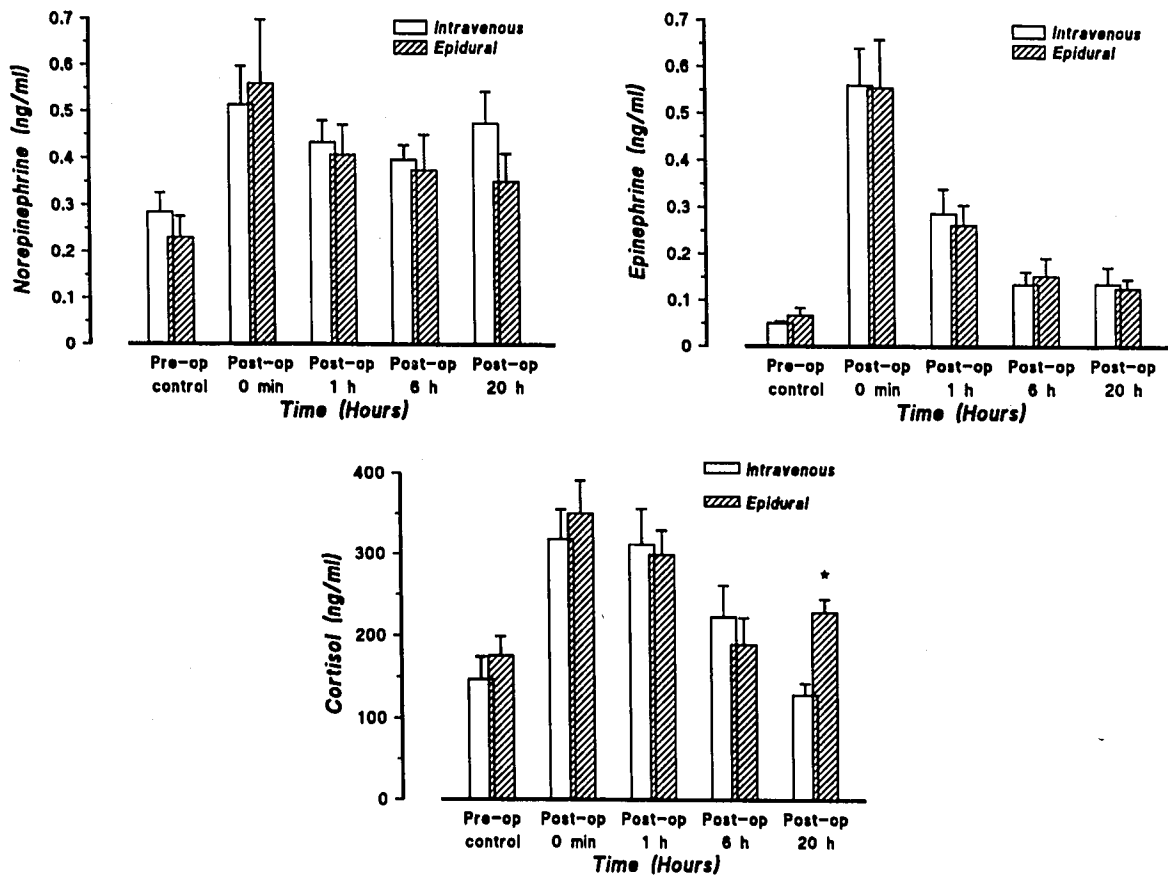 Norepinephrine (ng/ml)
0.7
0.6
0.5
0.4
0.3
0.2
0.1
0
Intravenous
Epidural
Pre-op Post-op Post-op Post-op Post-op
control 0 min 1 h 6 h 20 h
Time (Hours)
Epinephrine (ng/ml)
0.7
0.6
0.5
0.4
0.3
0.2
0.1
0
Intravenous
Epidural
Pre-op Post-op Post-op Post-op Post-op
control 0 min 1 h 6 h 20 h
Time (Hours)
Cortisol (ng/ml)
400
300
200
100
0
Intravenous
Epidural
*
Pre-op Post-op Post-op Post-op Post-op
control 0 min 1 h 6 h 20 h
Time (Hours)